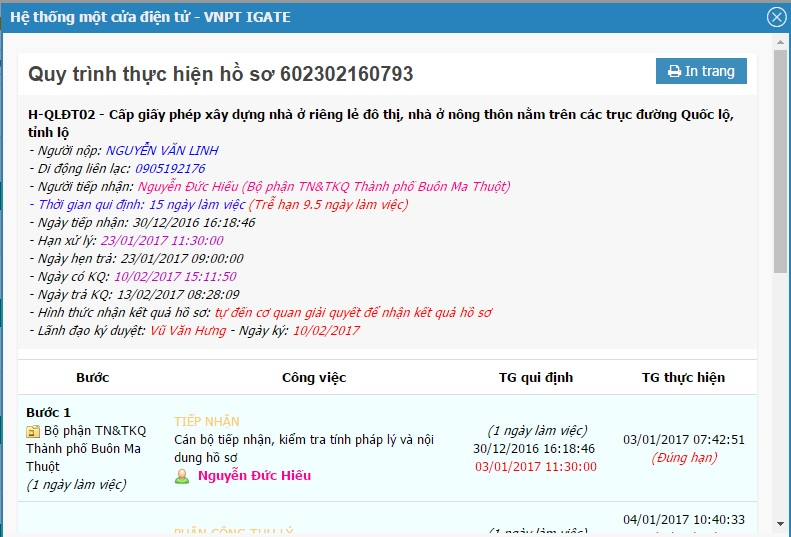 Hệ thống một cửa điện tử - VNPT IGATE
Quy trình thực hiện hồ sơ 602302160793
In trang
H-QLĐT02 - Cấp giấy phép xây dựng nhà ở riêng lẻ đô thị, nhà ở nông thôn nằm trên các trục đường Quốc lộ,
tỉnh lộ
- Người nộp: NGUYỄN VĂN LINH
- Di động liên lạc: 0905192176
- Người tiếp nhận: Nguyễn Đức Hiếu (Bộ phận TN&TKQ Thành phố Buôn Ma Thuột)
- Thời gian qui định: 15 ngày làm việc (Trễ hạn 9.5 ngày làm việc)
- Ngày tiếp nhận: 30/12/2016 16:18:46
- Hạn xử lý: 23/01/2017 11:30:00
- Ngày hẹn trả: 23/01/2017 09:00:00
- Ngày có KQ: 10/02/2017 15:11:50
- Ngày trả KQ: 13/02/2017 08:28:09
- Hình thức nhận kết quả hồ sơ: tự đến cơ quan giải quyết để nhận kết quả hồ sơ
- Lãnh đạo ký duyệt: Vũ Văn Hưng - Ngày ký: 10/02/2017
Bước Công việc TG qui định TG thực hiện
Bước 1
Bộ phận TN&TKQ
Thành phố Buôn Ma
Thuột
(1 ngày làm việc)
TIẾP NHẬN
Cán bộ tiếp nhận, kiểm tra tính pháp lý và nội
dung hồ sơ
Nguyễn Đức Hiếu
(1 ngày làm việc)
30/12/2016 16:18:46
03/01/2017 11:30:00
03/01/2017 07:42:51
(Đúng hạn)
PHÂN CÔNG THỤ LÝ
(1 ngày làm việc)
04/01/2017 10:40:33